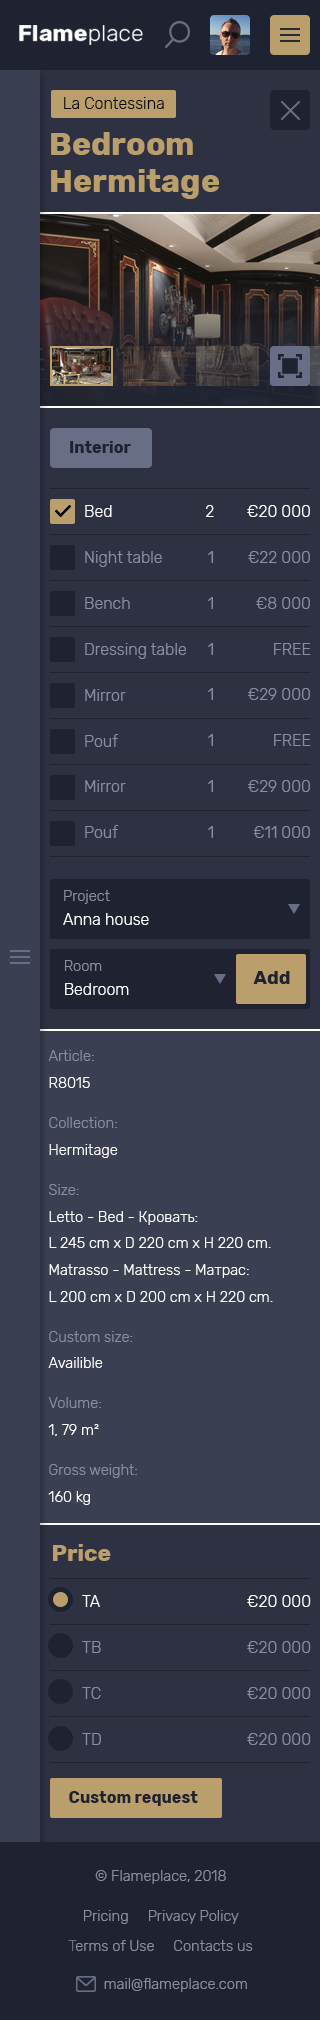 Flameplace
La Contessina
Bedroom
Hermitage
Interior
Bed 2 €20 000
Night table 1 €22 000
Bench 1 €8 000
Dressing table 1 FREE
Mirror 1 €29 000
Pouf 1 FREE
Mirror 1 €29 000
Pouf 1 €11 000
Project
Anna house
Room
Bedroom
Add
Article:
R8015
Collection:
Hermitage
Size:
Letto - Bed - Кровать:
L 245 cm x D 220 cm x H 220 cm.
Matrasso - Mattress - Матрас:
L 200 cm x D 200 cm x H 220 cm.
Custom size:
Availible
Volume:
1, 79 m²
Gross weight:
160 kg
Price
TA €20 000
TB €20 000
TC €20 000
TD €20 000
Custom request
© Flameplace, 2018
Pricing Privacy Policy
Terms of Use Contacts us
mail@flameplace.com